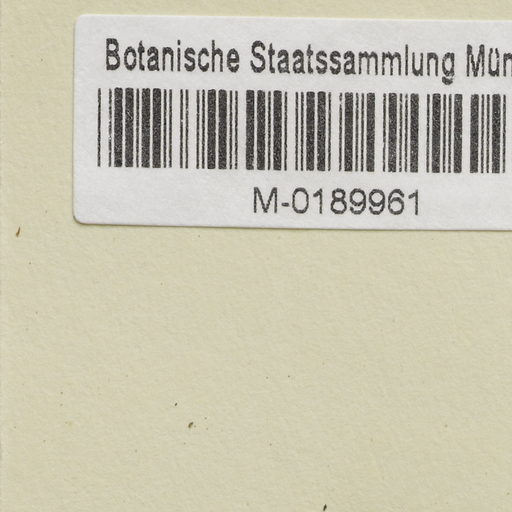 Botanische Staatssammlung Mün
M-0189961